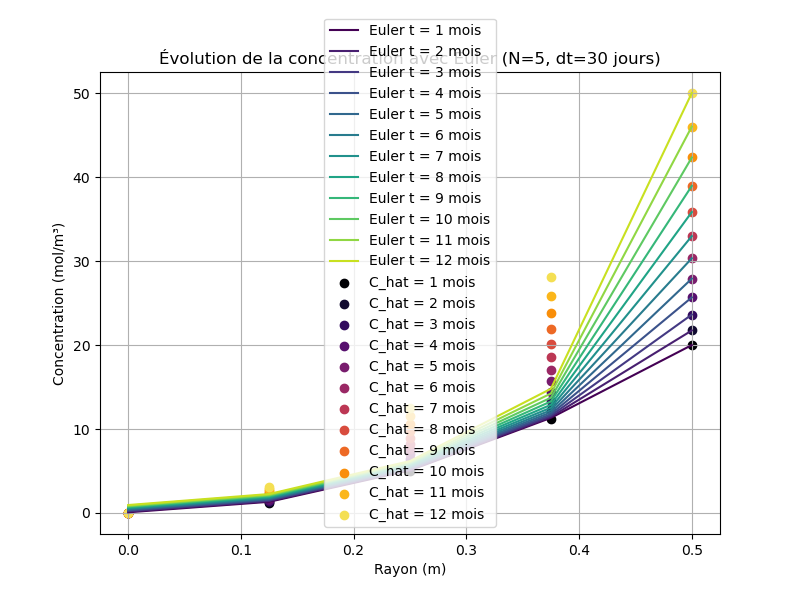 Évolution de la concentration avec Euler (N=5, dt=30 jours)
Euler t = 1 mois
Euler t = 2 mois
Euler t = 3 mois
Euler t = 4 mois
Euler t = 5 mois
Euler t = 6 mois
Euler t = 7 mois
Euler t = 8 mois
Euler t = 9 mois
Euler t = 10 mois
Euler t = 11 mois
Euler t = 12 mois
C_hat = 1 mois
C_hat = 2 mois
C_hat = 3 mois
C_hat = 4 mois
C_hat = 5 mois
C_hat = 6 mois
C_hat = 7 mois
C_hat = 8 mois
C_hat = 9 mois
C_hat = 10 mois
C_hat = 11 mois
C_hat = 12 mois
Concentration (mol/m³)
50
40
30
20
10
0
0.0 0.1 0.2 0.3 0.4 0.5
Rayon (m)